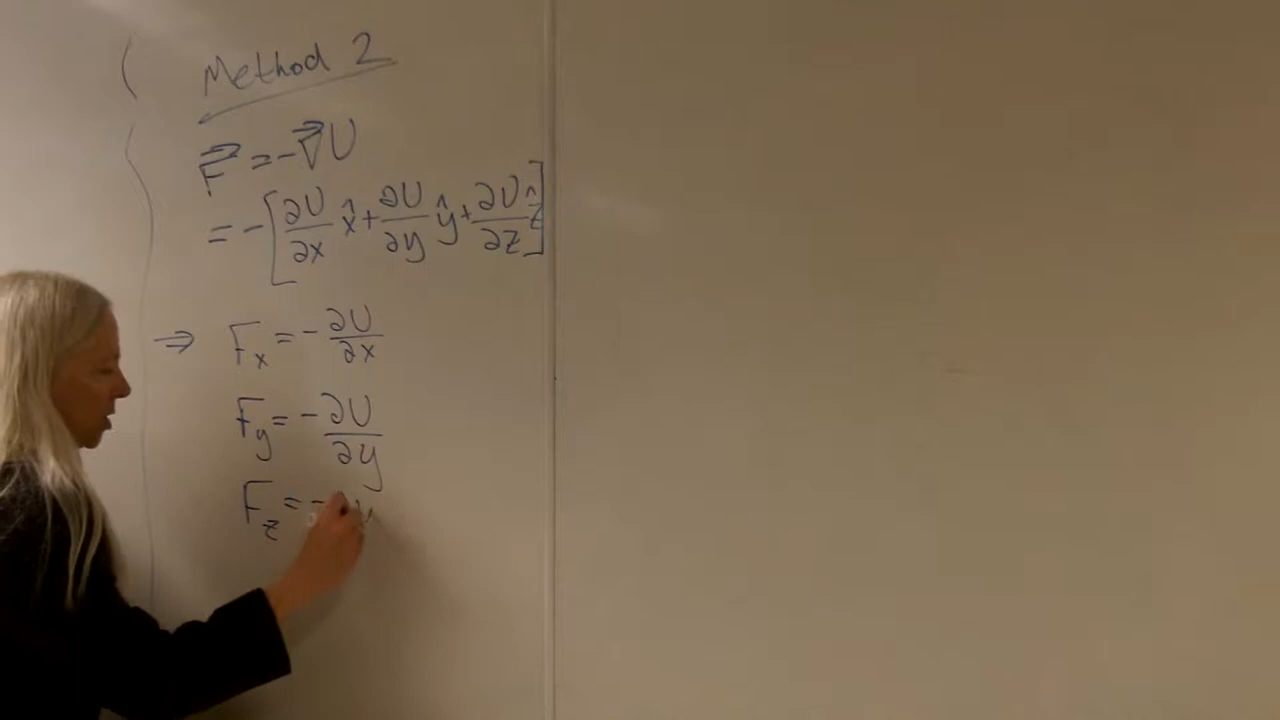 Method 2
F⃗ = -∇⃗U
= -[∂U/∂x x̂ + ∂U/∂y ŷ + ∂U/∂z ẑ]
⇒ Fx = -∂U/∂x
Fy = -∂U/∂y
Fz = -